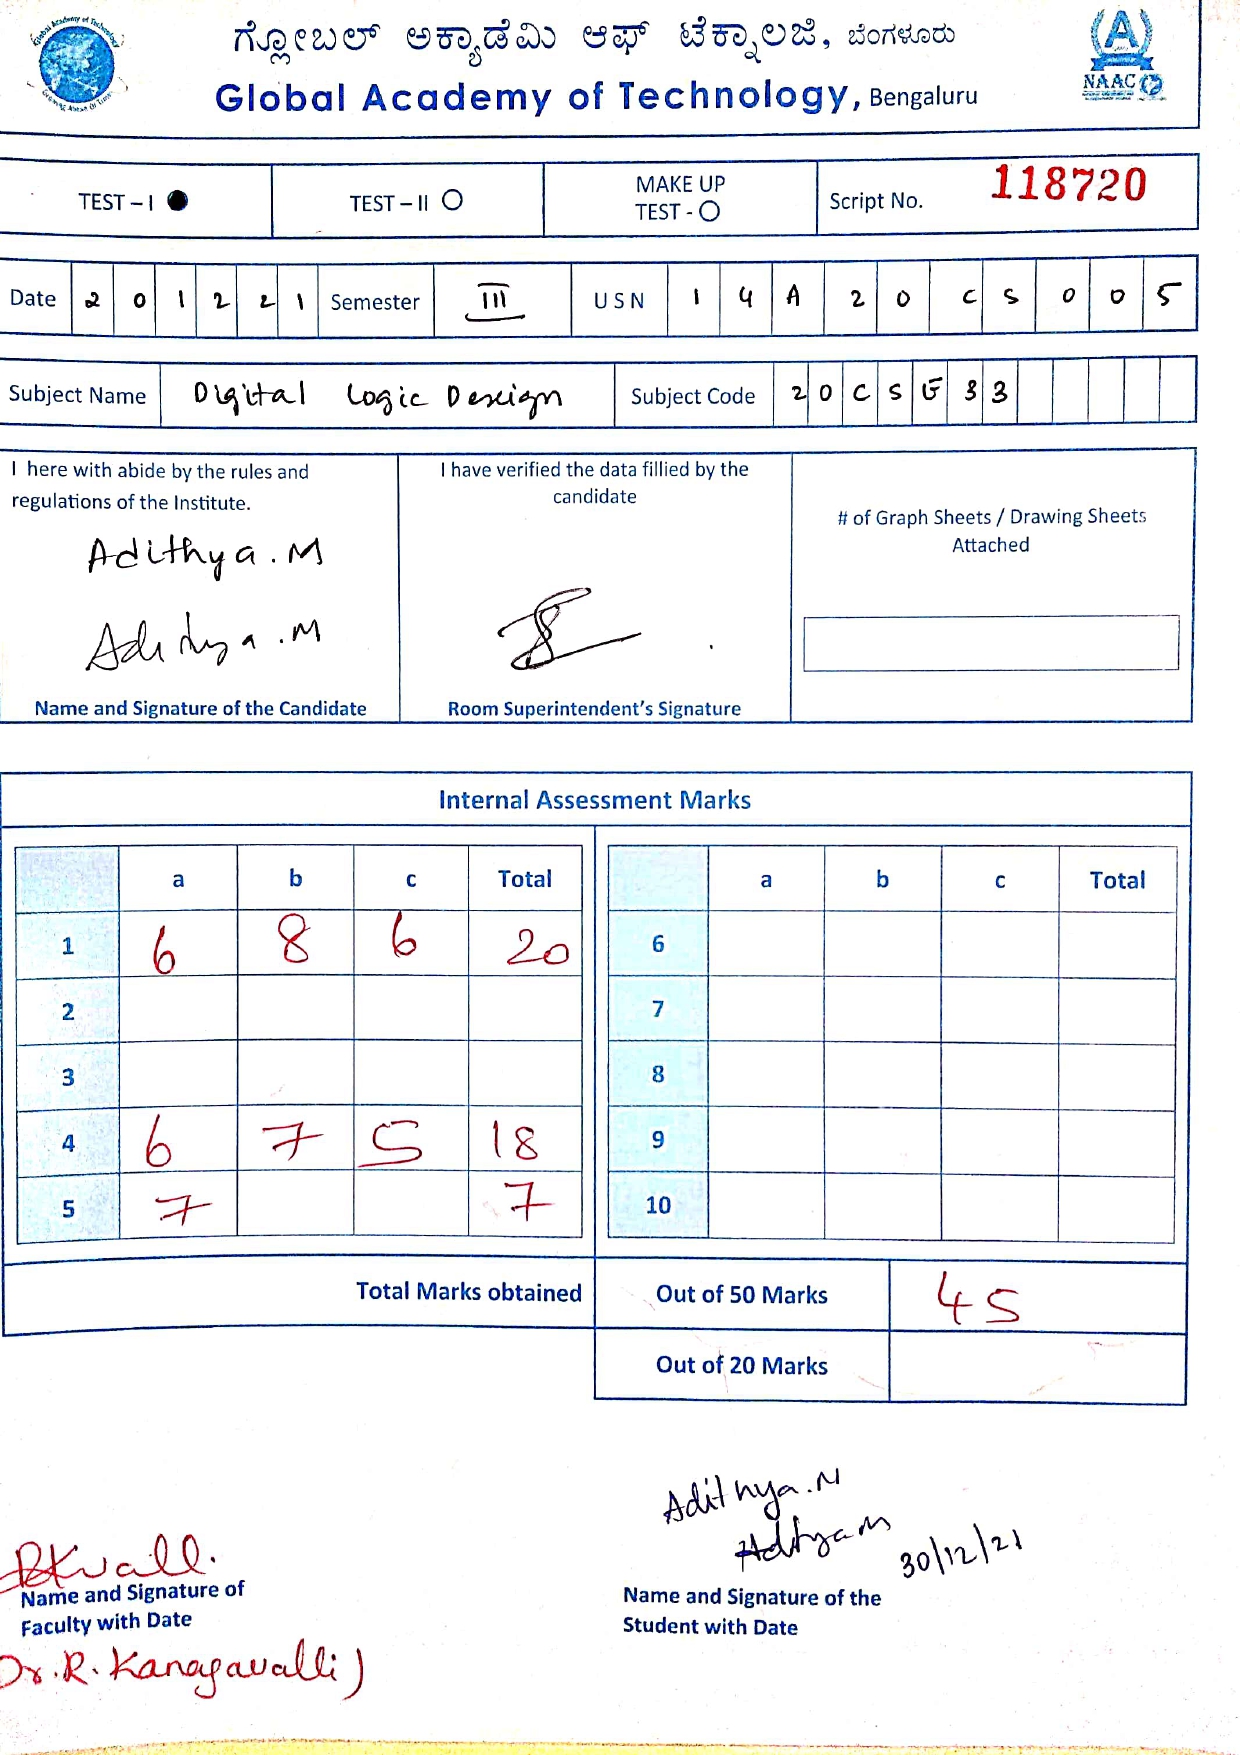 ಗ್ಲೋಬಲ್ ಅಕ್ಯಾಡೆಮಿ ಆಫ್ ಟೆಕ್ನಾಲಜಿ, ಬೆಂಗಳೂರು
Global Academy of Technology, Bengaluru
NAAC
TEST – I TEST – II MAKE UP TEST - Script No. 118720
Date 2 0 1 2 2 1 Semester III USN 1 4 A 2 0 C S 0 0 5
Subject Name Digital Logic Dexign Subject Code 2 0 C S E 3 3
I here with abide by the rules and
regulations of the Institute.
Adithya.M
Adithya.M
Name and Signature of the Candidate
I have verified the data fillied by the
candidate
Room Superintendent's Signature
# of Graph Sheets / Drawing Sheets
Attached
Internal Assessment Marks
a b c Total
1 6 8 6 20
2
3
4 6 7 5 18
5 7 7
a b c Total
6
7
8
9
10
Total Marks obtained Out of 50 Marks 45
Out of 20 Marks
RKvalli.
Name and Signature of
Faculty with Date
Dr.R.Kanagavalli)
Adithya.M
Adithya M 30/12/21
Name and Signature of the
Student with Date